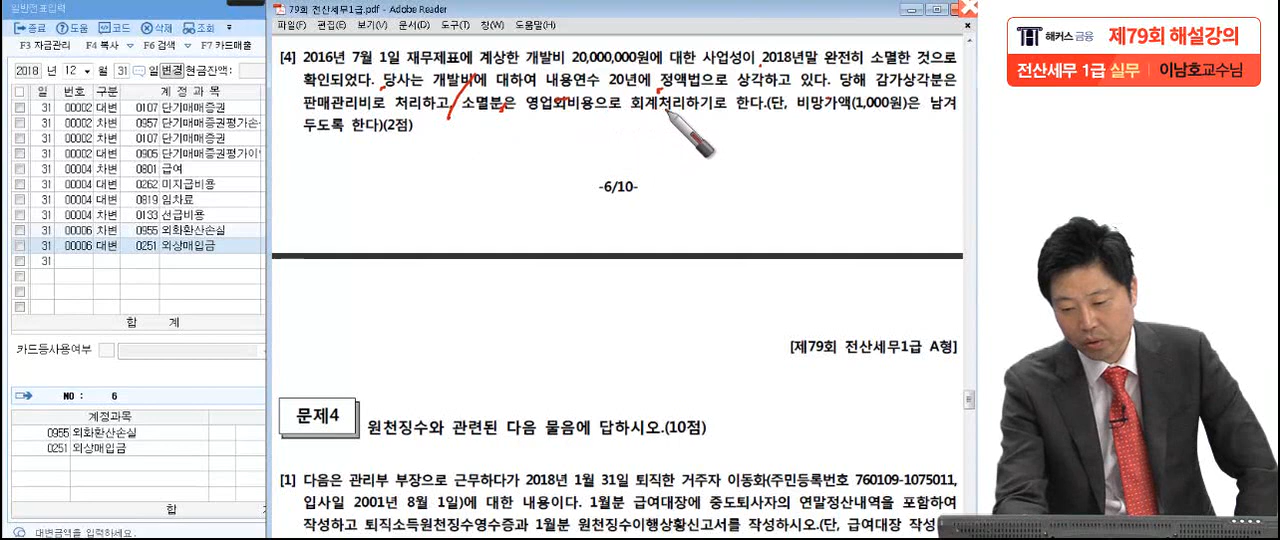 일반전표입력
종료 도움 코드 삭제 조회
F3 자금관리 F4 복사 F6 검색 F7 카드매출
2018 년 12 월 31 일 변경 현금잔액:
일 번호 구분 계 정 과 목
31 00002 대변 0107 단기매매증권
31 00002 차변 0957 단기매매증권평가손
31 00002 차변 0107 단기매매증권
31 00002 대변 0905 단기매매증권평가이
31 00004 차변 0801 급여
31 00004 대변 0262 미지급비용
31 00004 대변 0819 임차료
31 00004 차변 0133 선급비용
31 00006 차변 0955 외화환산손실
31 00006 대변 0251 외상매입금
31
합 계
카드등사용여부
NO : 6
계정과목
0955 외화환산손실
0251 외상매입금
합
대변금액을 입력하세요.
79회 전산세무1급.pdf - Adobe Reader
파일(F) 편집(E) 보기(V) 문서(D) 도구(T) 창(W) 도움말(H)
[4] 2016년 7월 1일 재무제표에 계상한 개발비 20,000,000원에 대한 사업성이 2018년말 완전히 소멸한 것으로
확인되었다. 당사는 개발비에 대하여 내용연수 20년에 정액법으로 상각하고 있다. 당해 감가상각분은
판매관리비로 처리하고, 소멸분은 영업외비용으로 회계처리하기로 한다.(단, 비망가액(1,000원)은 남겨
두도록 한다)(2점)
-6/10-
[제79회 전산세무1급 A형]
문제4
원천징수와 관련된 다음 물음에 답하시오.(10점)
[1] 다음은 관리부 부장으로 근무하다가 2018년 1월 31일 퇴직한 거주자 이동화(주민등록번호 760109-1075011,
입사일 2001년 8월 1일)에 대한 내용이다. 1월분 급여대장에 중도퇴사자의 연말정산내역을 포함하여
작성하고 퇴직소득원천징수영수증과 1월분 원천징수이행상황신고서를 작성하시오.(단, 급여대장 작성
해커스 금융 제79회 해설강의
전산세무 1급 실무 이남호교수님